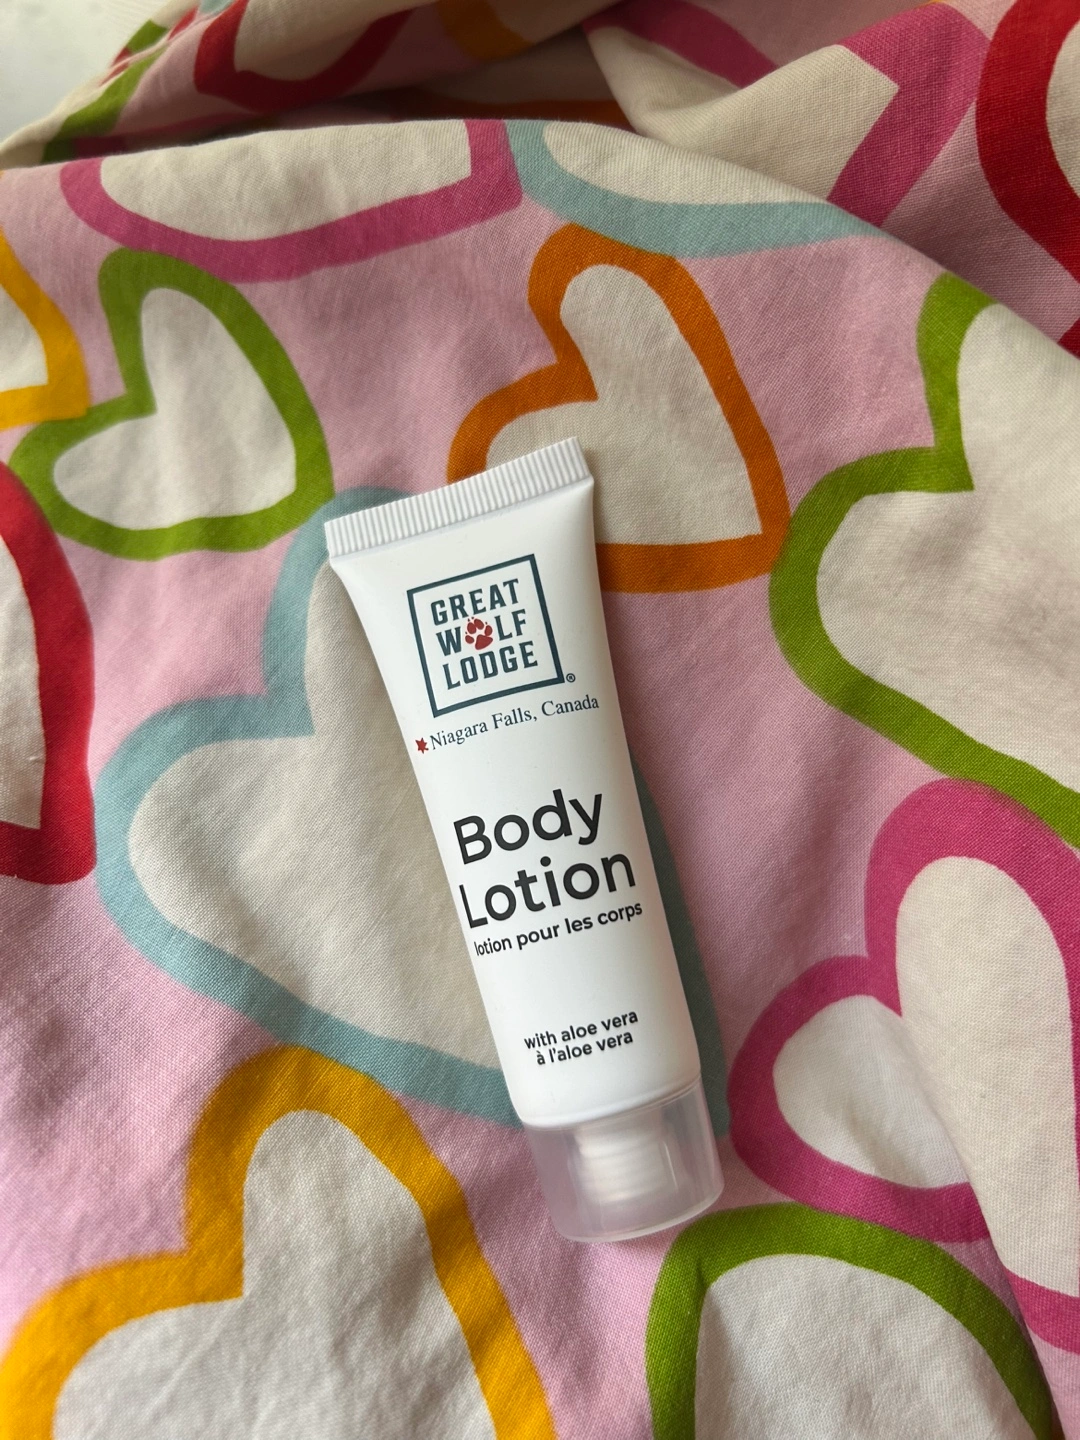 GREAT
WOLF
LODGE®
Niagara Falls, Canada
Body
Lotion
lotion pour les corps
with aloe vera
à l'aloe vera